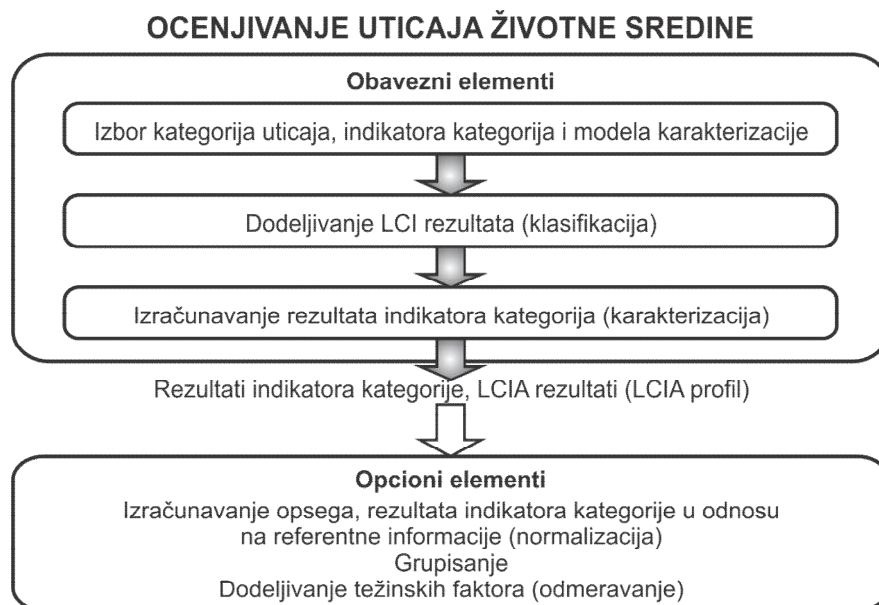 OCENJIVANJE UTICAJA ŽIVOTNE SREDINE
Obavezni elementi
Izbor kategorija uticaja, indikatora kategorija i modela karakterizacije
Dodeljivanje LCI rezultata (klasifikacija)
Izračunavanje rezultata indikatora kategorija (karakterizacija)
Rezultati indikatora kategorije, LCIA rezultati (LCIA profil)
Opcioni elementi
Izračunavanje opsega, rezultata indikatora kategorije u odnosu
na referentne informacije (normalizacija)
Grupisanje
Dodeljivanje težinskih faktora (odmeravanje)